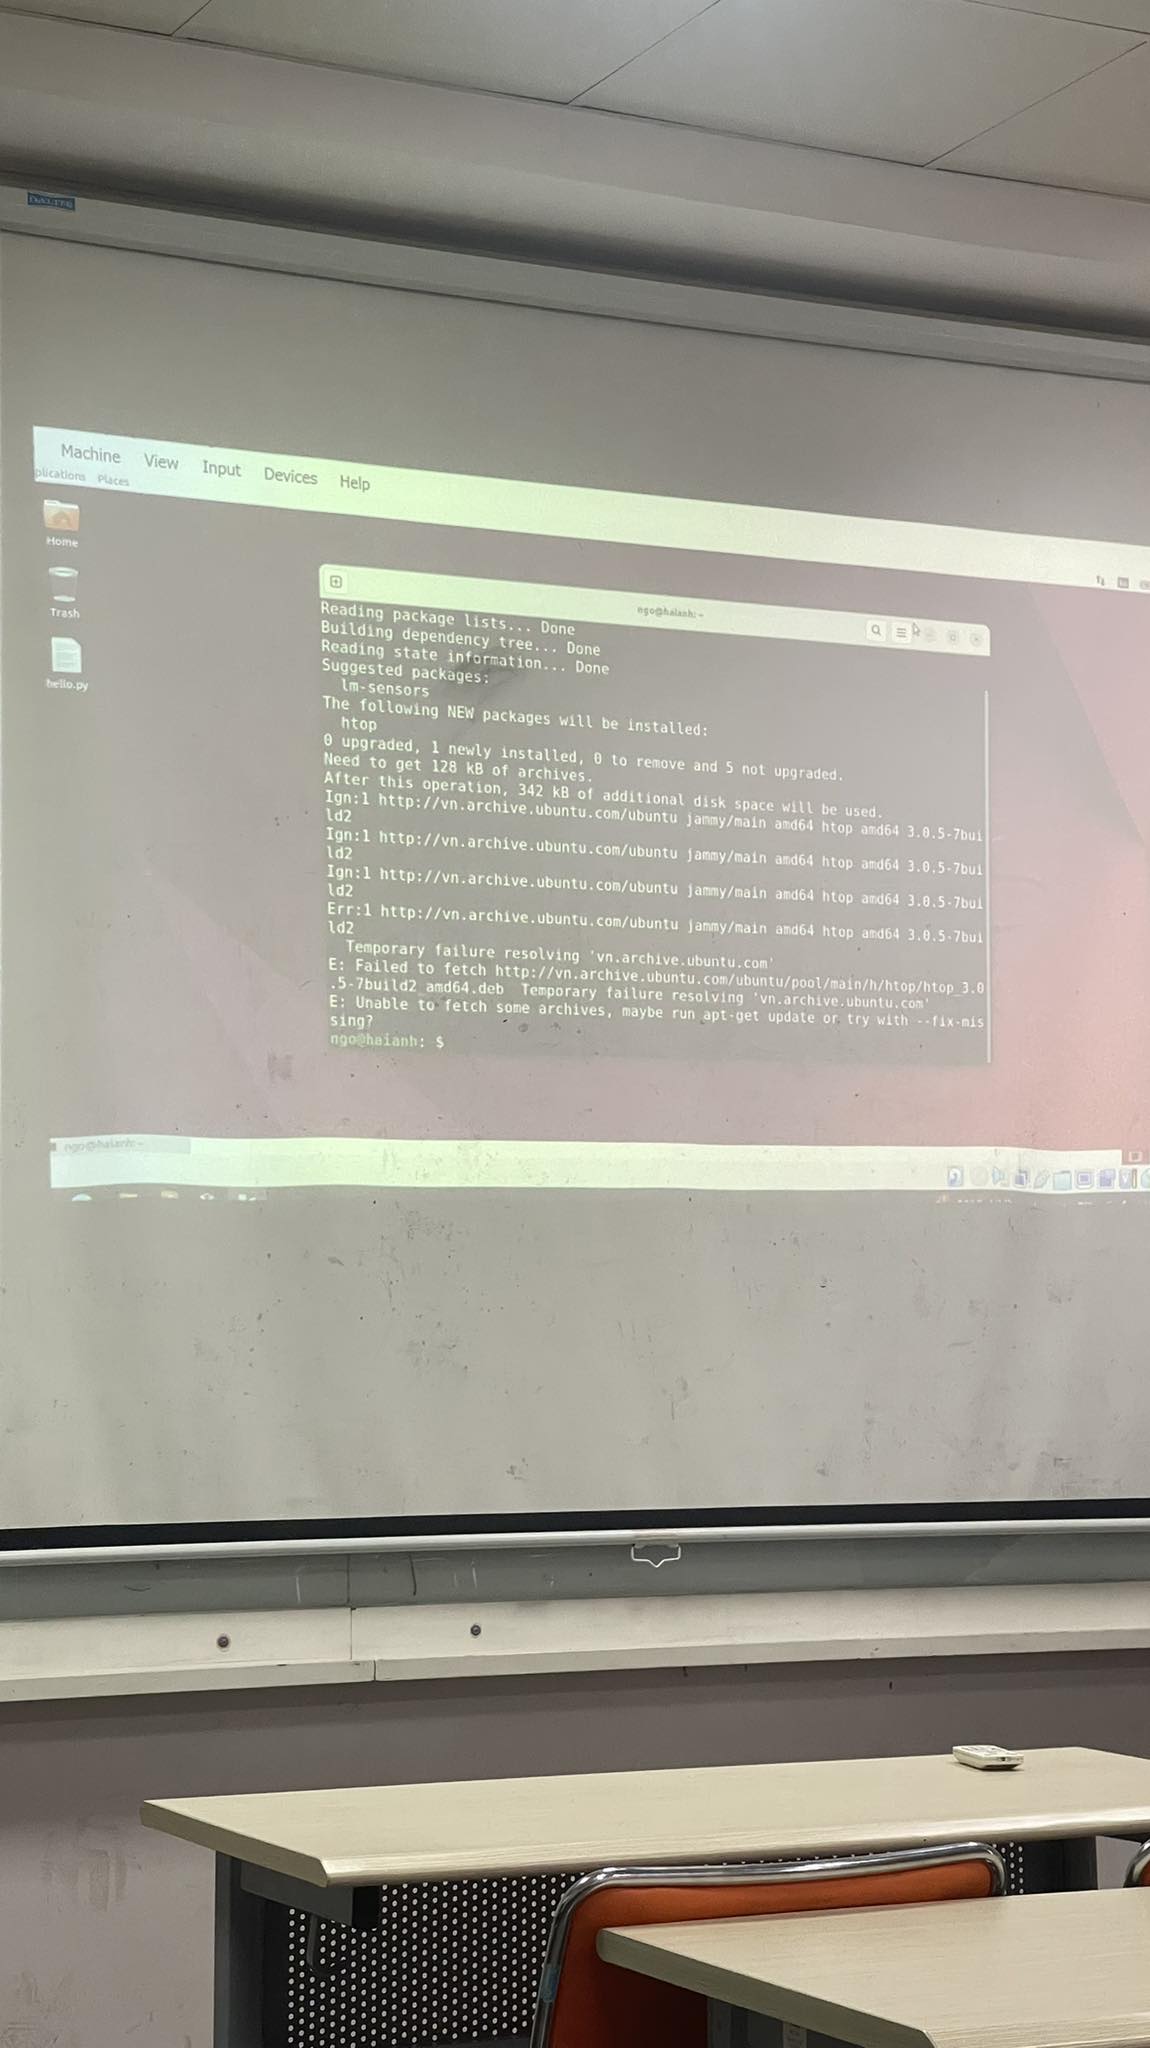 Machine View Input Devices Help
plications Places
Home
Trash
hello.py
ngo@haianh: ~
Reading package lists... Done
Building dependency tree... Done
Reading state information... Done
Suggested packages:
lm-sensors
The following NEW packages will be installed:
htop
0 upgraded, 1 newly installed, 0 to remove and 5 not upgraded.
Need to get 128 kB of archives.
After this operation, 342 kB of additional disk space will be used.
Ign:1 http://vn.archive.ubuntu.com/ubuntu jammy/main amd64 htop amd64 3.0.5-7bui
ld2
Ign:1 http://vn.archive.ubuntu.com/ubuntu jammy/main amd64 htop amd64 3.0.5-7bui
ld2
Ign:1 http://vn.archive.ubuntu.com/ubuntu jammy/main amd64 htop amd64 3.0.5-7bui
ld2
Err:1 http://vn.archive.ubuntu.com/ubuntu jammy/main amd64 htop amd64 3.0.5-7bui
ld2
Temporary failure resolving 'vn.archive.ubuntu.com'
E: Failed to fetch http://vn.archive.ubuntu.com/ubuntu/pool/main/h/htop/htop_3.0
.5-7build2_amd64.deb Temporary failure resolving 'vn.archive.ubuntu.com'
E: Unable to fetch some archives, maybe run apt-get update or try with --fix-mis
sing?
ngo@haianh: $
ngo@haianh: ~